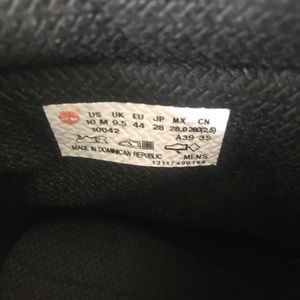 US UK EU JP MX CN
10 M 9.5 44 28 28.0 280(2.5)
10042 A39 35
MADE IN DOMINICAN REPUBLIC MENS